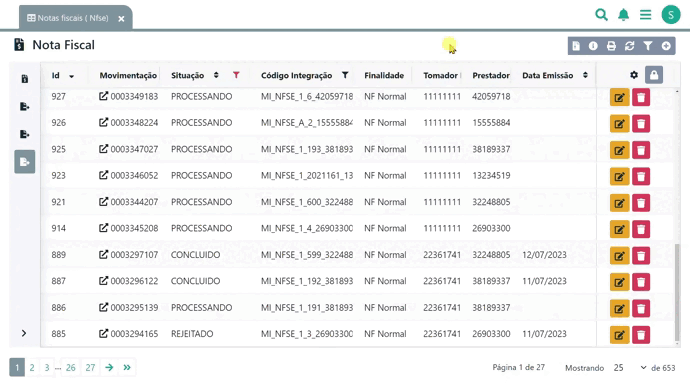 Notas fiscais ( Nfse)
S
Nota Fiscal
Id Movimentação Situação Código Integração Finalidade Tomador Prestador Data Emissão
927 0003349183 PROCESSANDO MI_NFSE_1_6_42059718 NF Normal 11111111 42059718
926 0003348224 PROCESSANDO MI_NFSE_A_2_15555884 NF Normal 11111111 15555884
925 0003347027 PROCESSANDO MI_NFSE_1_193_381893 NF Normal 11111111 38189337
923 0003346052 PROCESSANDO MI_NFSE_1_2021161_13 NF Normal 11111111 13234519
921 0003344207 PROCESSANDO MI_NFSE_1_600_322488 NF Normal 11111111 32248805
914 0003345208 PROCESSANDO MI_NFSE_1_4_26903300 NF Normal 11111111 26903300
889 0003297107 CONCLUIDO MI_NFSE_1_599_322488 NF Normal 22361741 32248805 12/07/2023
887 0003296122 CONCLUIDO MI_NFSE_1_192_381893 NF Normal 22361741 38189337 11/07/2023
886 0003295139 PROCESSANDO MI_NFSE_1_191_381893 NF Normal 22361741 38189337
885 0003294165 REJEITADO MI_NFSE_1_3_26903300 NF Normal 22361741 26903300 11/07/2023
1 2 3 ... 26 27 Página 1 de 27 Mostrando 25 de 653